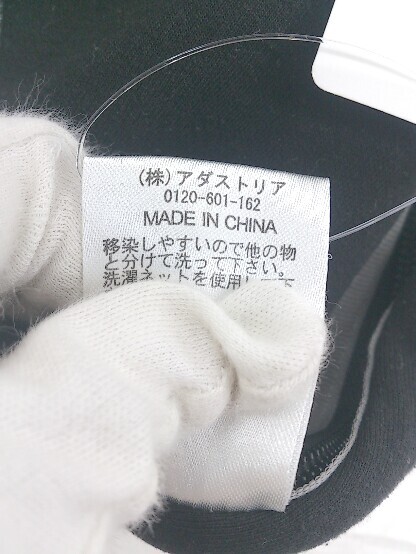 (株)アダストリア
0120-601-162
MADE IN CHINA
移染しやすいので他の物
と分けて洗って下さい。
洗濯ネットを使用し